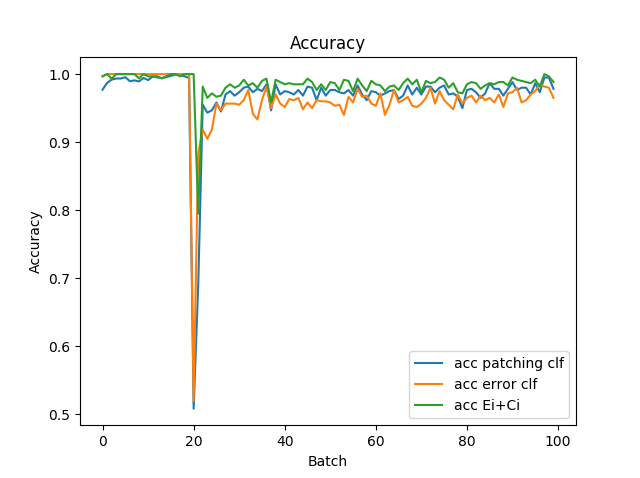 Accuracy
1.0
0.9
0.8
0.7
0.6
0.5
Accuracy
0
20
40
60
80
100
Batch
acc patching clf
acc error clf
acc Ei+Ci